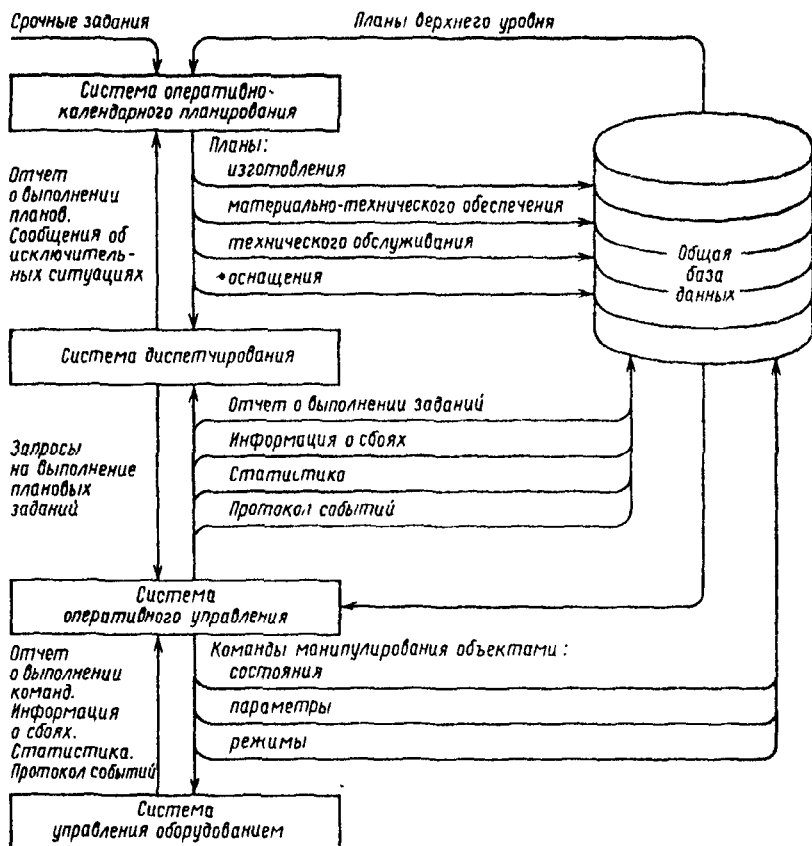 Срочные задания
Планы верхнего уровня
Система оперативно-
календарного планирования
Отчет
о выполнении
планов.
Сообщения об
исключитель-
ных ситуациях
Планы:
изготовления
материально-технического обеспечения
технического обслуживания
оснащения
Общая
база
данных
Система диспетчирования
Запросы
на выполнение
плановых
заданий
Отчет о выполнении заданий
Информация о сбоях
Статистика
Протокол событий
Система
оперативного управления
Отчет
о выполнении
команд.
Информация
о сбоях.
Статистика.
Протокол событий
Команды манипулирования объектами:
состояния
параметры
режимы
Система
управления оборудованием